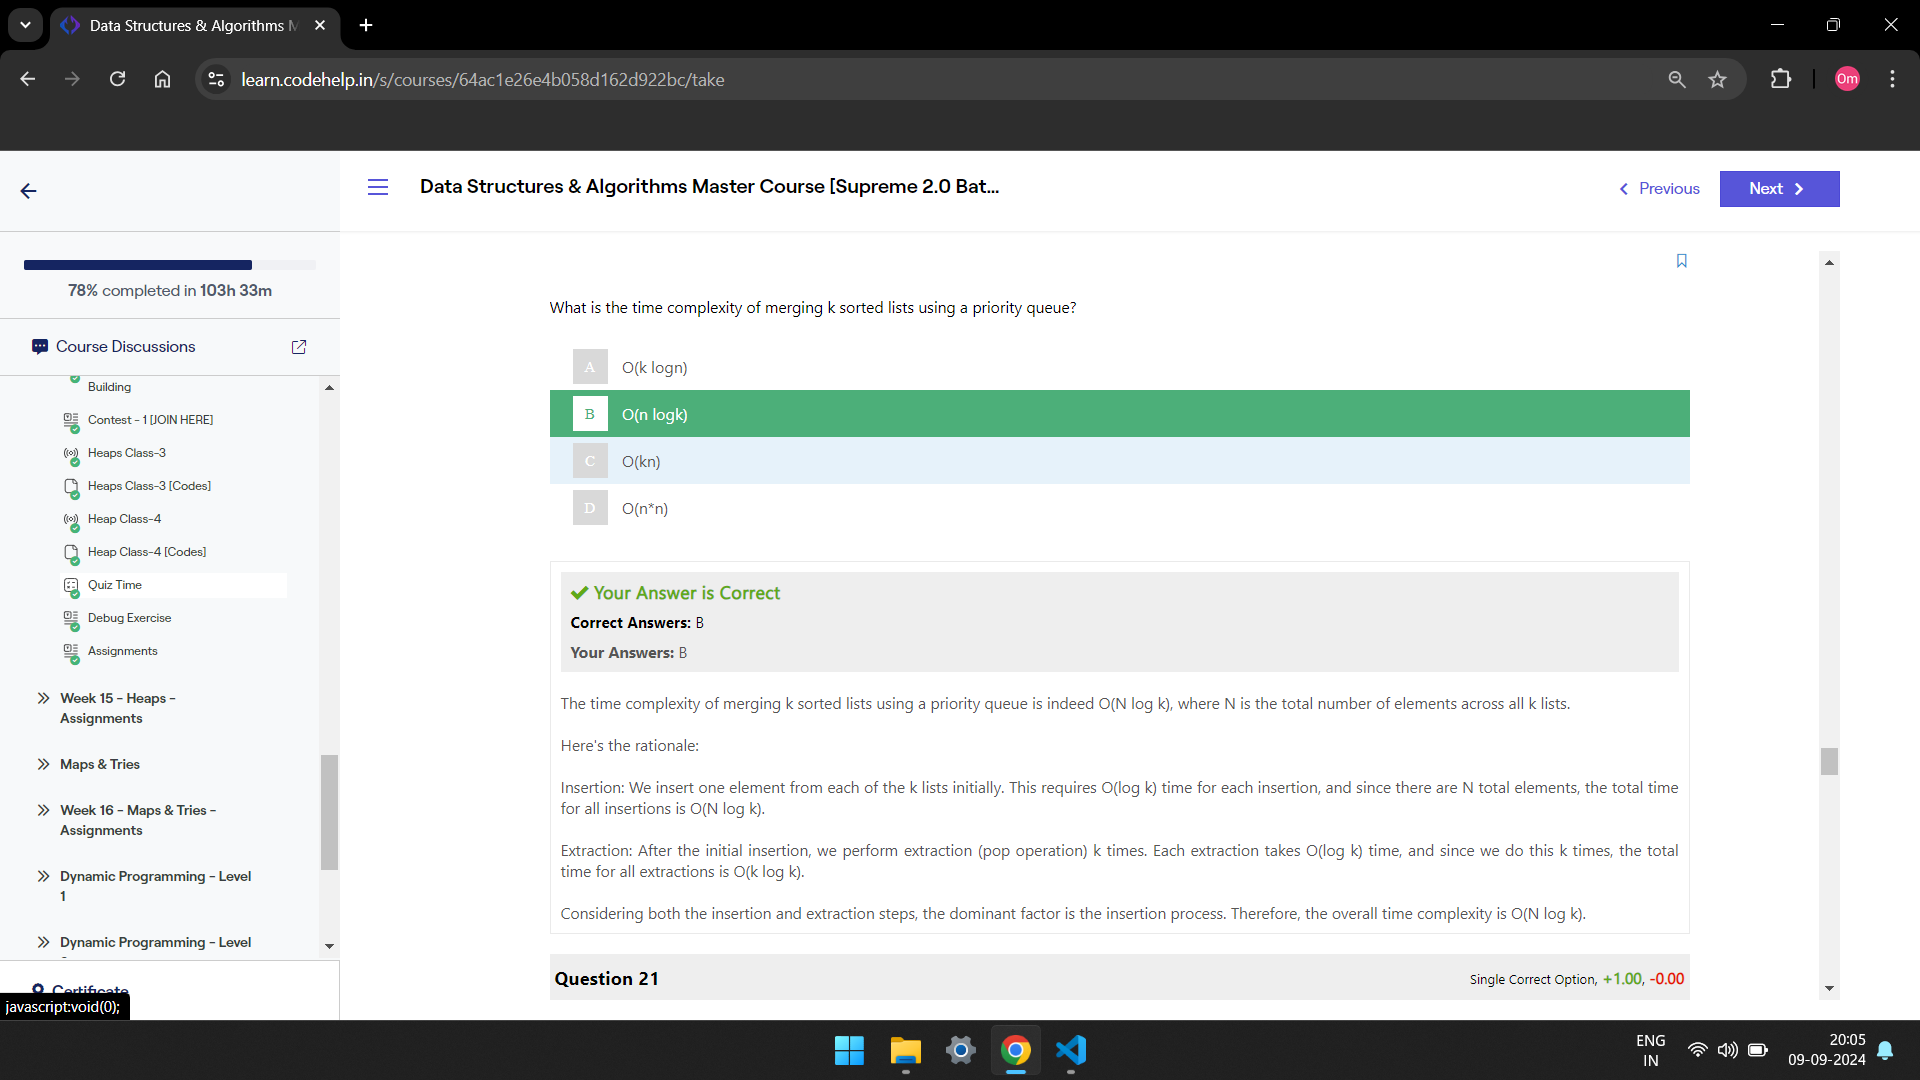 Data Structures & Algorithms M
learn.codehelp.in/s/courses/64ac1e26e4b058d162d922bc/take
Om
Data Structures & Algorithms Master Course [Supreme 2.0 Bat...
Previous
Next
78% completed in 103h 33m
Course Discussions
Building
Contest - 1 [JOIN HERE]
Heaps Class-3
Heaps Class-3 [Codes]
Heap Class-4
Heap Class-4 [Codes]
Quiz Time
Debug Exercise
Assignments
Week 15 - Heaps -
Assignments
Maps & Tries
Week 16 - Maps & Tries -
Assignments
Dynamic Programming - Level
1
Dynamic Programming - Level
Certificate
javascript:void(0);
What is the time complexity of merging k sorted lists using a priority queue?
A O(k logn)
B O(n logk)
C O(kn)
D O(n*n)
Your Answer is Correct
Correct Answers: B
Your Answers: B
The time complexity of merging k sorted lists using a priority queue is indeed O(N log k), where N is the total number of elements across all k lists.
Here's the rationale:
Insertion: We insert one element from each of the k lists initially. This requires O(log k) time for each insertion, and since there are N total elements, the total time
for all insertions is O(N log k).
Extraction: After the initial insertion, we perform extraction (pop operation) k times. Each extraction takes O(log k) time, and since we do this k times, the total
time for all extractions is O(k log k).
Considering both the insertion and extraction steps, the dominant factor is the insertion process. Therefore, the overall time complexity is O(N log k).
Question 21
Single Correct Option, +1.00, -0.00
ENG
IN
20:05
09-09-2024